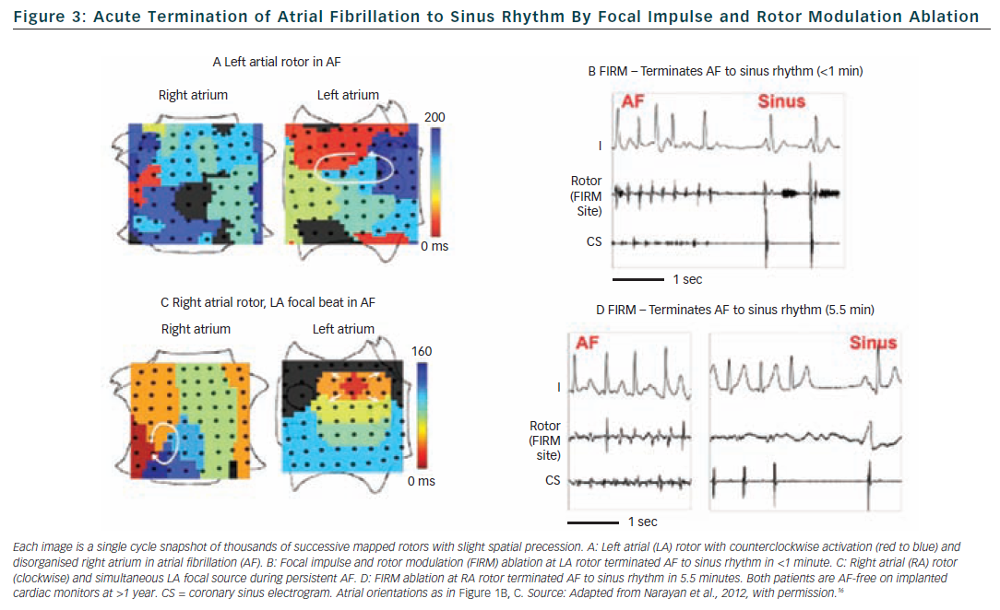 Figure 3: Acute Termination of Atrial Fibrillation to Sinus Rhythm By Focal Impulse and Rotor Modulation Ablation
A Left artial rotor in AF
Right atrium
Left atrium
200
0 ms
B FIRM – Terminates AF to sinus rhythm (<1 min)
AF
Sinus
I
Rotor
(FIRM
Site)
CS
1 sec
C Right atrial rotor, LA focal beat in AF
Right atrium
Left atrium
160
0 ms
D FIRM – Terminates AF to sinus rhythm (5.5 min)
AF
Sinus
I
Rotor
(FIRM
site)
CS
1 sec
Each image is a single cycle snapshot of thousands of successive mapped rotors with slight spatial precession. A: Left atrial (LA) rotor with counterclockwise activation (red to blue) and
disorganised right atrium in atrial fibrillation (AF). B: Focal impulse and rotor modulation (FIRM) ablation at LA rotor terminated AF to sinus rhythm in <1 minute. C: Right atrial (RA) rotor
(clockwise) and simultaneous LA focal source during persistent AF. D: FIRM ablation at RA rotor terminated AF to sinus rhythm in 5.5 minutes. Both patients are AF-free on implanted
cardiac monitors at >1 year. CS = coronary sinus electrogram. Atrial orientations as in Figure 1B, C. Source: Adapted from Narayan et al., 2012, with permission.¹⁶